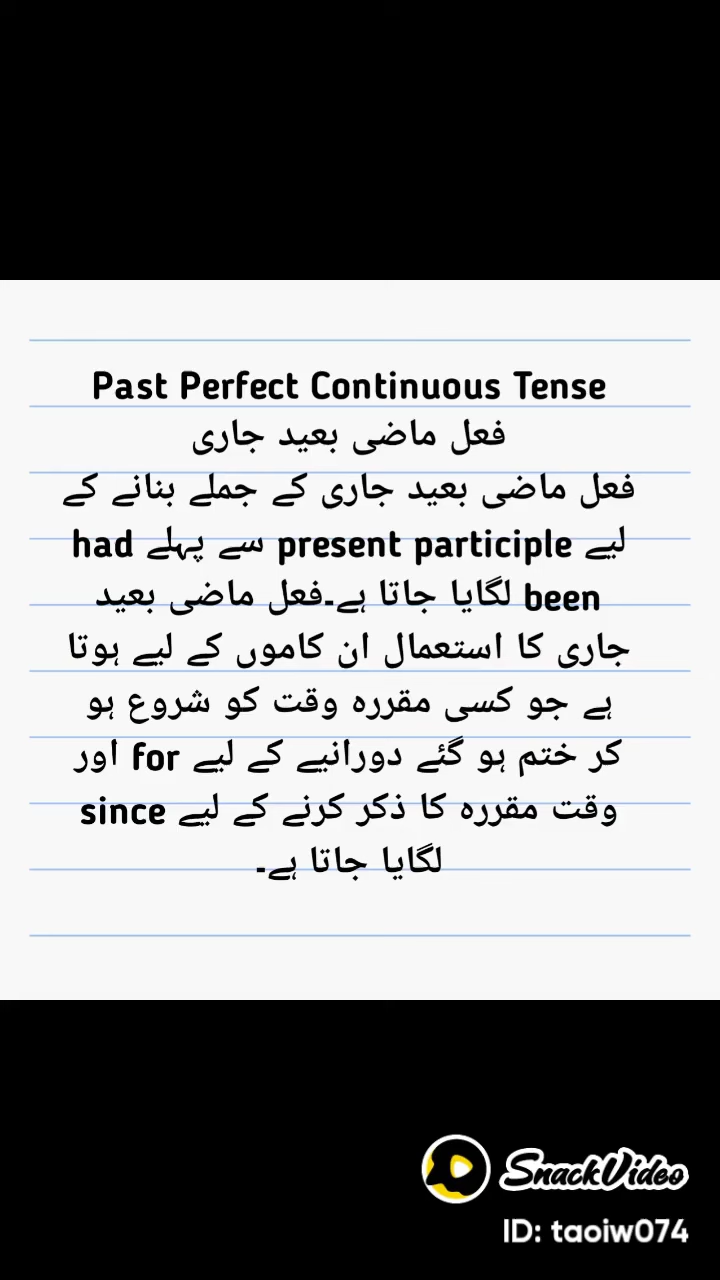 Past Perfect Continuous Tense
فعل ماضی بعید جاری
فعل ماضی بعید جاری کے جملے بنانے کے
لیے present participle سے پہلے had
been لگایا جاتا ہے۔فعل ماضی بعید
جاری کا استعمال ان کاموں کے لیے ہوتا
ہے جو کسی مقررہ وقت کو شروع ہو
کر ختم ہو گئے دورانیے کے لیے for اور
وقت مقررہ کا ذکر کرنے کے لیے since
لگایا جاتا ہے۔
SnackVideo
ID: taoiw074